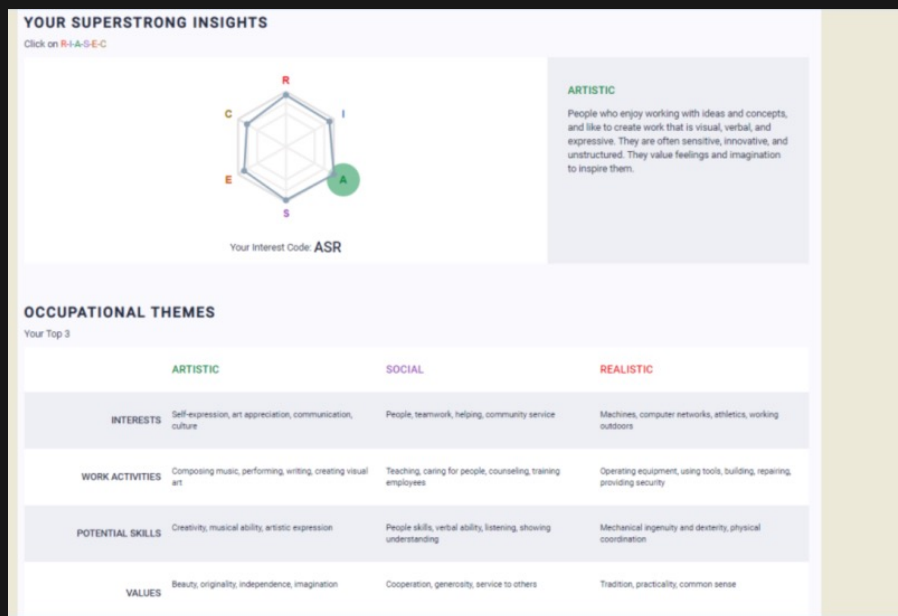 YOUR SUPERSTRONG INSIGHTS
Click on R-I-A-S-E-C
R
I
A
S
E
C
Your Interest Code: ASR
ARTISTIC
People who enjoy working with ideas and concepts,
and like to create work that is visual, verbal, and
expressive. They are often sensitive, innovative, and
unstructured. They value feelings and imagination
to inspire them.
OCCUPATIONAL THEMES
Your Top 3
ARTISTIC SOCIAL REALISTIC
INTERESTS
Self-expression, art appreciation, communication,
culture
People, teamwork, helping, community service
Machines, computer networks, athletics, working
outdoors
WORK ACTIVITIES
Composing music, performing, writing, creating visual
art
Teaching, caring for people, counseling, training
employees
Operating equipment, using tools, building, repairing,
providing security
POTENTIAL SKILLS
Creativity, musical ability, artistic expression
People skills, verbal ability, listening, showing
understanding
Mechanical ingenuity and dexterity, physical
coordination
VALUES
Beauty, originality, independence, imagination
Cooperation, generosity, service to others
Tradition, practicality, common sense